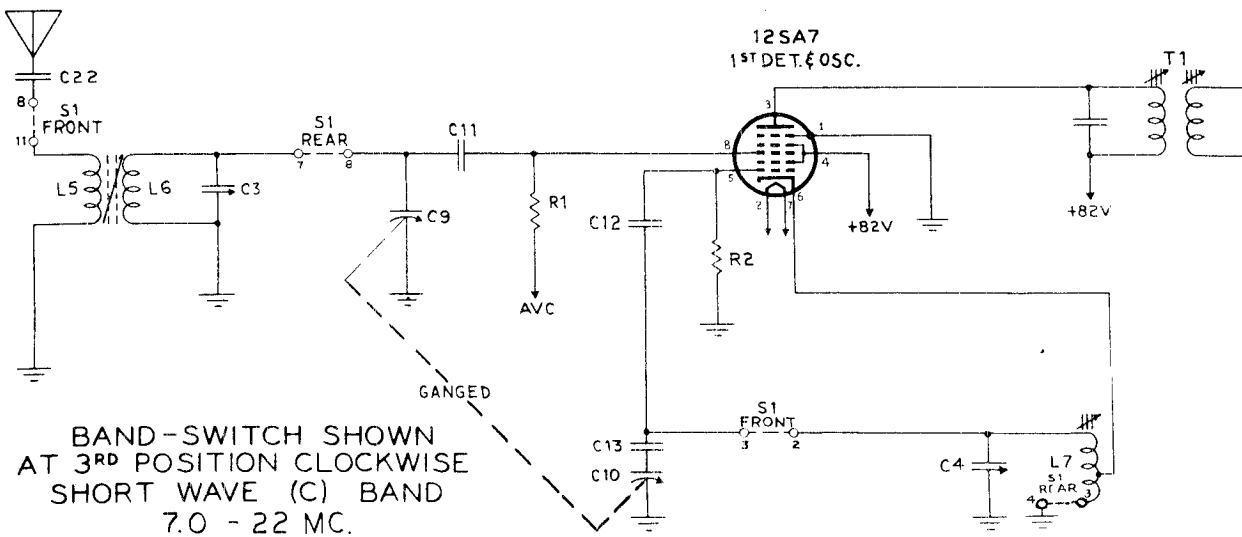 12SA7
1ST DET. & OSC.
T1
C22
8
S1
FRONT
11
L5
L6
C3
S1
REAR
7
8
C9
C11
R1
AVC
C12
R2
3
1
8
4
5
2
7
6
+82V
+82V
GANGED
C13
C10
S1
FRONT
3
2
C4
L7
S1
REAR
4
3
BAND-SWITCH SHOWN
AT 3RD POSITION CLOCKWISE
SHORT WAVE (C) BAND
7.0 - 22 MC.